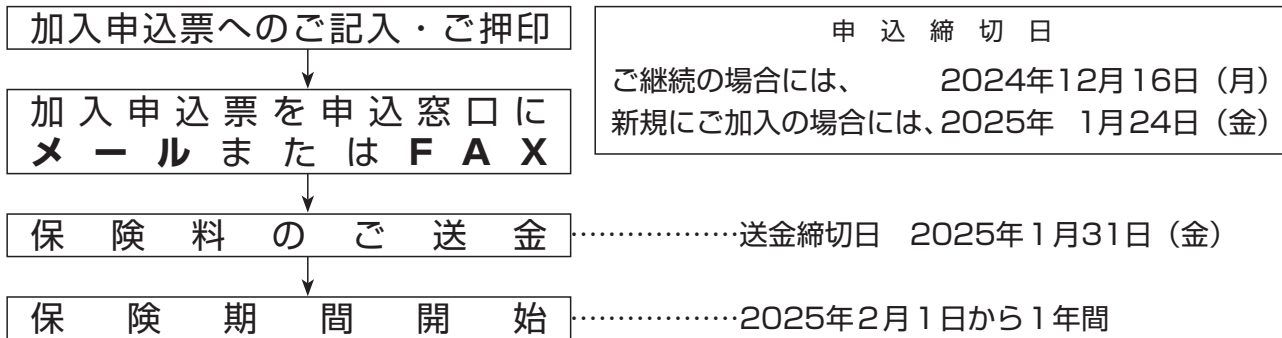 加入申込票へのご記入・ご押印
加入申込票を申込窓口に
メールまたはFAX
保険料のご送金………………送金締切日　2025年1月31日（金）
保険期間開始………………2025年2月1日から1年間
申込締切日
ご継続の場合には、　2024年12月16日（月）
新規にご加入の場合には、2025年 1月24日（金）